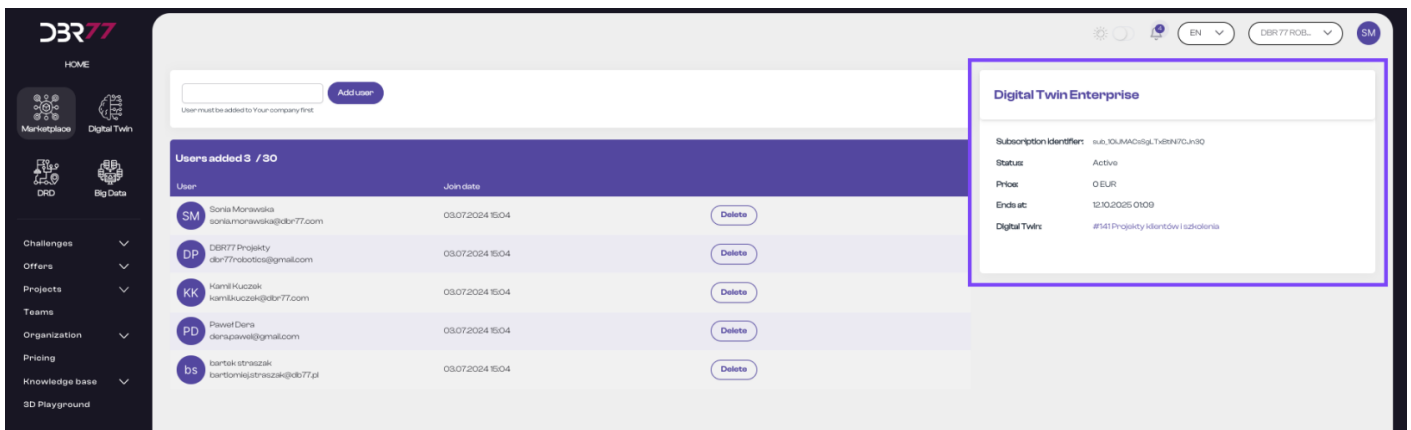 DBR77
HOME
Marketplace
Digital Twin
DRD
Big Data
Challenges
Offers
Projects
Teams
Organization
Pricing
Knowledge base
3D Playground
4
EN
DBR77 ROB...
SM
Add user
User must be added to Your company first
Users added 3 / 30
User Join date
SM Sonia Morawska
sonia.morawska@dbr77.com
03.07.2024 15:04
Delete
DP DBR77 Projekty
dbr77robotics@gmail.com
03.07.2024 15:04
Delete
KK Kamil Kuczek
kamil.kuczek@dbr77.com
03.07.2024 15:04
Delete
PD Paweł Dera
dera.pawel@gmail.com
03.07.2024 15:04
Delete
bs bartek straszak
bartlomiej.straszak@db77.pl
03.07.2024 15:04
Delete
Digital Twin Enterprise
Subscription Identifier:
Status: Active
Price: 0 EUR
Ends at: 12.10.2025 01:09
Digital Twin: #141 Projekty klientów i szkolenia